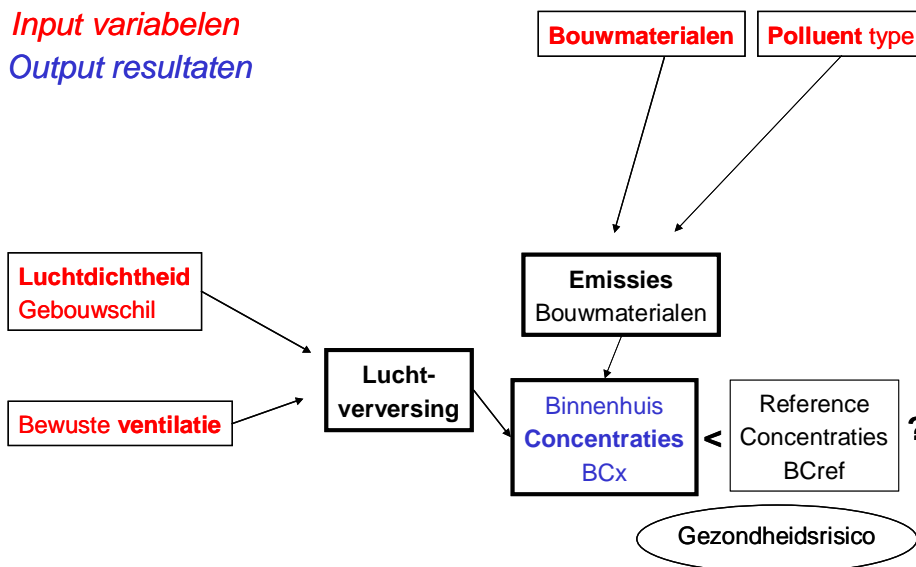 Input variabelen
Output resultaten
Bouwmaterialen
Polluent type
Luchtdichtheid
Gebouwschil
Emissies
Bouwmaterialen
Lucht-
verversing
Bewuste ventilatie
Binnenhuis
Concentraties
BCx
<
Reference
Concentraties
BCref
?
Gezondheidsrisico